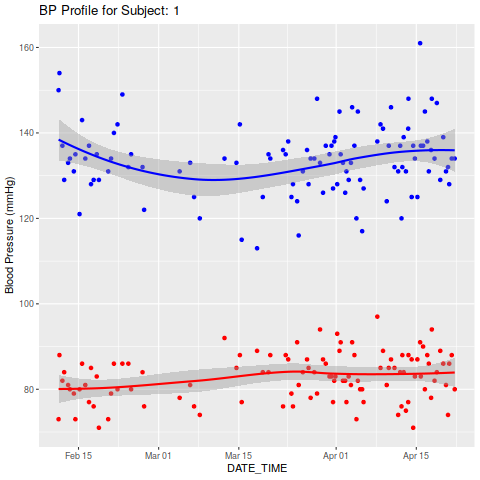 BP Profile for Subject: 1
160
140
120
100
80
Blood Pressure (mmHg)
Feb 15
Mar 01
Mar 15
Apr 01
Apr 15
DATE_TIME